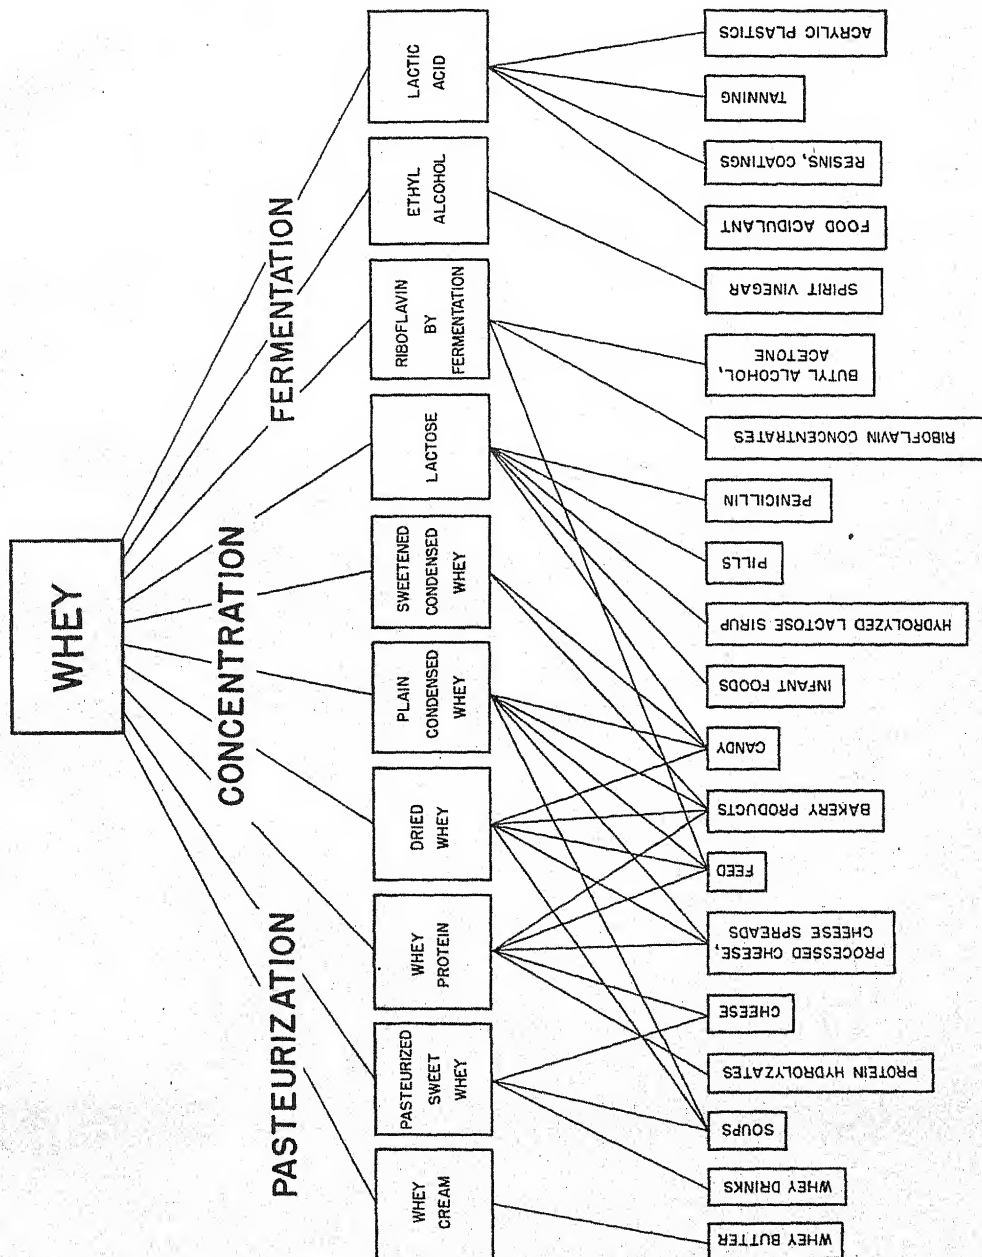 WHEY
PASTEURIZATION
CONCENTRATION
FERMENTATION
WHEY
CREAM
PASTEURIZED
SWEET
WHEY
WHEY
PROTEIN
DRIED
WHEY
PLAIN
CONDENSED
WHEY
SWEETENED
CONDENSED
WHEY
LACTOSE
RIBOFLAVIN
BY
FERMENTATION
ETHYL
ALCOHOL
LACTIC
ACID
WHEY BUTTER
WHEY DRINKS
SOUPS
PROTEIN HYDROLYZATES
CHEESE
PROCESSED CHEESE,
CHEESE SPREADS
FEED
BAKERY PRODUCTS
CANDY
INFANT FOODS
HYDROLYZED LACTOSE SIRUP
PILLS
PENICILLIN
RIBOFLAVIN CONCENTRATES
BUTYL ALCOHOL,
ACETONE
SPIRIT VINEGAR
FOOD ACIDULANT
RESINS, COATINGS
TANNING
ACRYLIC PLASTICS